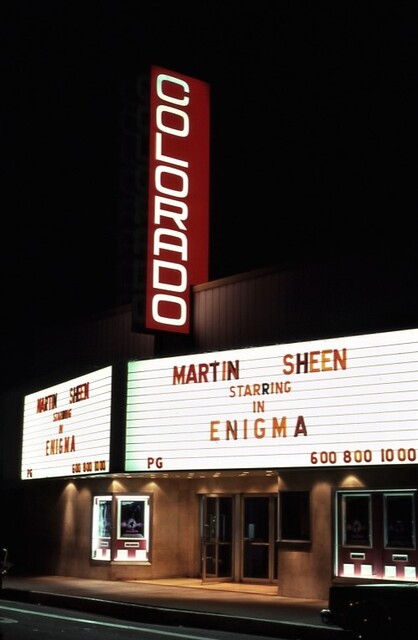 COLORADO
MARTIN SHEEN
STARRING
IN
ENIGMA
PG 600 800 1000
MARTIN SHEEN
STARRING
IN
ENIGMA
PG 600 800 1000